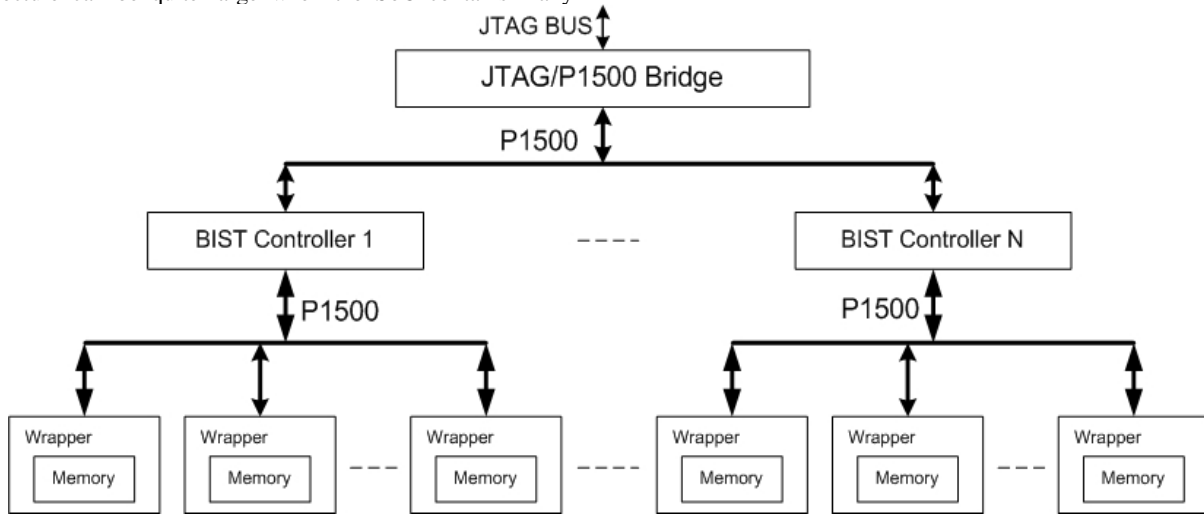 JTAG BUS
JTAG/P1500 Bridge
P1500
BIST Controller 1
BIST Controller N
P1500
P1500
Wrapper
Wrapper
Wrapper
Wrapper
Wrapper
Wrapper
Memory
Memory
Memory
Memory
Memory
Memory